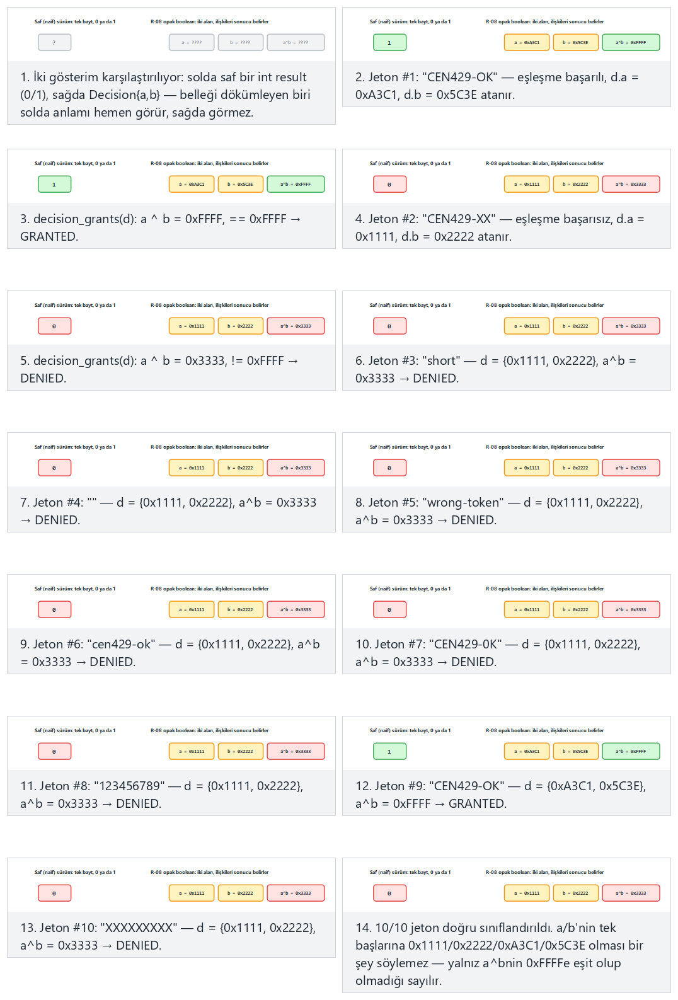 Saf (naif) sürüm: tek bayt, 0 ya da 1
R-08 opak boolean: iki alan, ilişkileri sonucu belirler
?
a = ????
b = ????
a^b = ????
1. İki gösterim karşılaştırılıyor: solda saf bir int result
(0/1), sağda Decision{a,b} — belleği dökümleyen biri
solda anlamı hemen görür, sağda görmez.
Saf (naif) sürüm: tek bayt, 0 ya da 1
R-08 opak boolean: iki alan, ilişkileri sonucu belirler
1
a = 0xA3C1
b = 0x5C3E
a^b = 0xFFFF
2. Jeton #1: "CEN429-OK" — eşleşme başarılı, d.a =
0xA3C1, d.b = 0x5C3E atanır.
Saf (naif) sürüm: tek bayt, 0 ya da 1
R-08 opak boolean: iki alan, ilişkileri sonucu belirler
1
a = 0xA3C1
b = 0x5C3E
a^b = 0xFFFF
3. decision_grants(d): a ^ b = 0xFFFF, == 0xFFFF →
GRANTED.
Saf (naif) sürüm: tek bayt, 0 ya da 1
R-08 opak boolean: iki alan, ilişkileri sonucu belirler
0
a = 0x1111
b = 0x2222
a^b = 0x3333
4. Jeton #2: "CEN429-XX" — eşleşme başarısız, d.a =
0x1111, d.b = 0x2222 atanır.
Saf (naif) sürüm: tek bayt, 0 ya da 1
R-08 opak boolean: iki alan, ilişkileri sonucu belirler
0
a = 0x1111
b = 0x2222
a^b = 0x3333
5. decision_grants(d): a ^ b = 0x3333, != 0xFFFF →
DENIED.
Saf (naif) sürüm: tek bayt, 0 ya da 1
R-08 opak boolean: iki alan, ilişkileri sonucu belirler
0
a = 0x1111
b = 0x2222
a^b = 0x3333
6. Jeton #3: "short" — d = {0x1111, 0x2222}, a^b =
0x3333 → DENIED.
Saf (naif) sürüm: tek bayt, 0 ya da 1
R-08 opak boolean: iki alan, ilişkileri sonucu belirler
0
a = 0x1111
b = 0x2222
a^b = 0x3333
7. Jeton #4: "" — d = {0x1111, 0x2222}, a^b = 0x3333
→ DENIED.
Saf (naif) sürüm: tek bayt, 0 ya da 1
R-08 opak boolean: iki alan, ilişkileri sonucu belirler
0
a = 0x1111
b = 0x2222
a^b = 0x3333
8. Jeton #5: "wrong-token" — d = {0x1111, 0x2222},
a^b = 0x3333 → DENIED.
Saf (naif) sürüm: tek bayt, 0 ya da 1
R-08 opak boolean: iki alan, ilişkileri sonucu belirler
0
a = 0x1111
b = 0x2222
a^b = 0x3333
9. Jeton #6: "cen429-ok" — d = {0x1111, 0x2222}, a^b
= 0x3333 → DENIED.
Saf (naif) sürüm: tek bayt, 0 ya da 1
R-08 opak boolean: iki alan, ilişkileri sonucu belirler
0
a = 0x1111
b = 0x2222
a^b = 0x3333
10. Jeton #7: "CEN429-0K" — d = {0x1111, 0x2222},
a^b = 0x3333 → DENIED.
Saf (naif) sürüm: tek bayt, 0 ya da 1
R-08 opak boolean: iki alan, ilişkileri sonucu belirler
0
a = 0x1111
b = 0x2222
a^b = 0x3333
11. Jeton #8: "123456789" — d = {0x1111, 0x2222},
a^b = 0x3333 → DENIED.
Saf (naif) sürüm: tek bayt, 0 ya da 1
R-08 opak boolean: iki alan, ilişkileri sonucu belirler
1
a = 0xA3C1
b = 0x5C3E
a^b = 0xFFFF
12. Jeton #9: "CEN429-OK" — d = {0xA3C1, 0x5C3E},
a^b = 0xFFFF → GRANTED.
Saf (naif) sürüm: tek bayt, 0 ya da 1
R-08 opak boolean: iki alan, ilişkileri sonucu belirler
0
a = 0x1111
b = 0x2222
a^b = 0x3333
13. Jeton #10: "XXXXXXXXX" — d = {0x1111, 0x2222},
a^b = 0x3333 → DENIED.
Saf (naif) sürüm: tek bayt, 0 ya da 1
R-08 opak boolean: iki alan, ilişkileri sonucu belirler
0
a = 0x1111
b = 0x2222
a^b = 0x3333
14. 10/10 jeton doğru sınıflandırıldı. a/b'nin tek
başlarına 0x1111/0x2222/0xA3C1/0x5C3E olması bir
şey söylemez — yalnız a^bnin 0xFFFFe eşit olup
olmadığı sayılır.